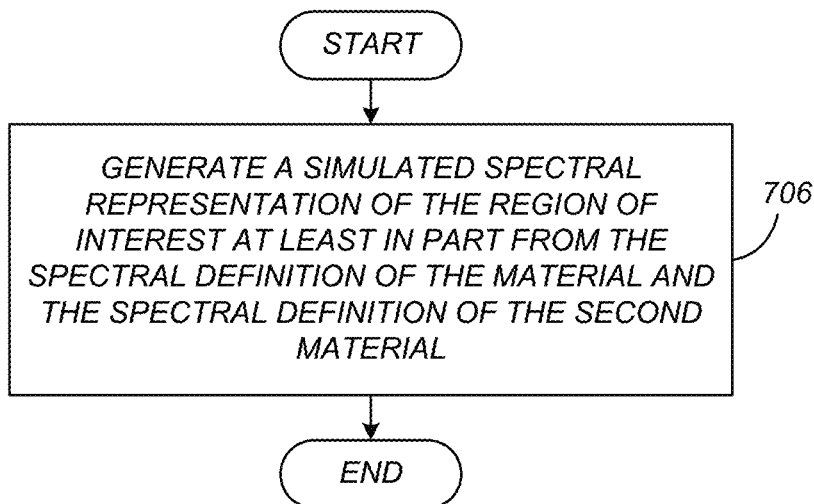 START
GENERATE A SIMULATED SPECTRAL
REPRESENTATION OF THE REGION OF
INTEREST AT LEAST IN PART FROM THE
SPECTRAL DEFINITION OF THE MATERIAL AND
THE SPECTRAL DEFINITION OF THE SECOND
MATERIAL
706
END